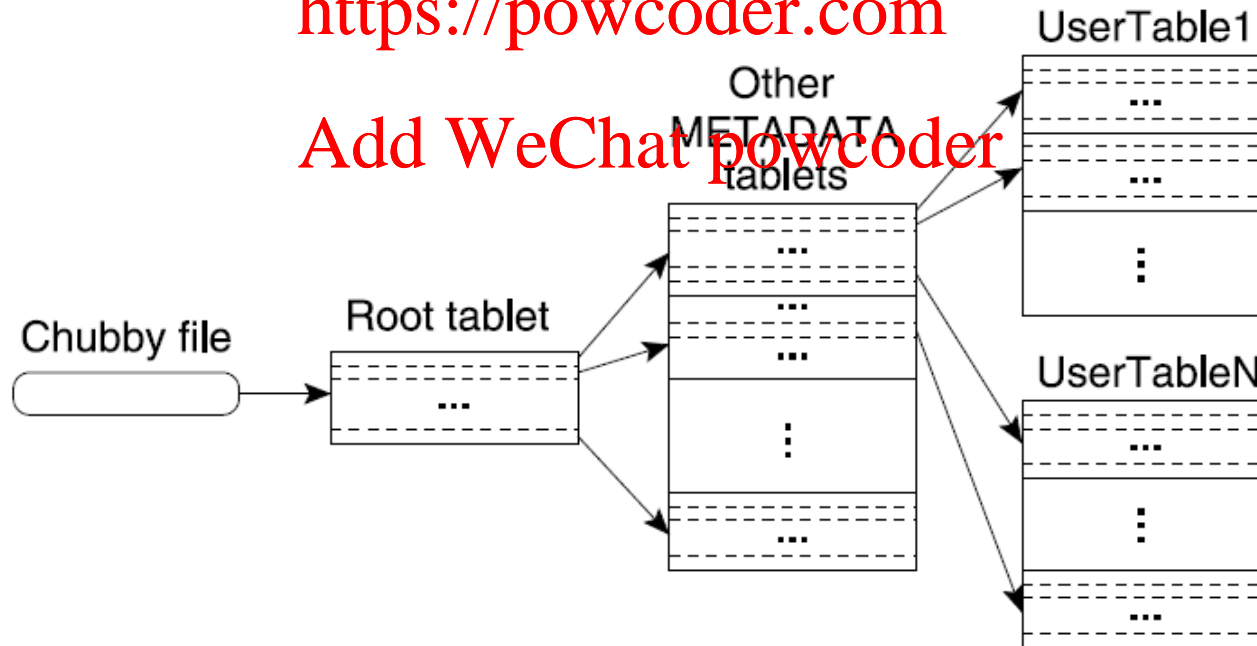 https://powcoder.com
UserTable1
Other
METADATA
tablets
Add WeChat powcoder
...
...
⋮
...
...
...
⋮
...
Root tablet
...
Chubby file
UserTableN
...
⋮
...